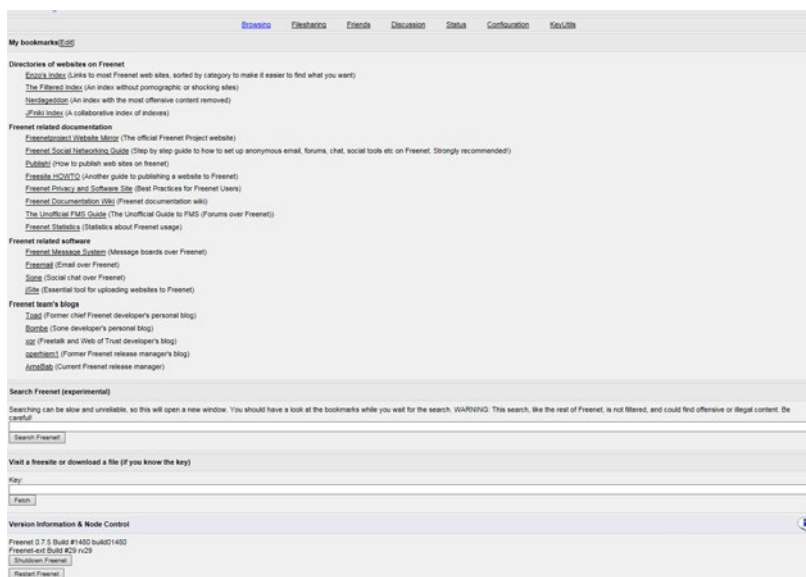 Browsing Filesharing Friends Discussion Status Configuration KeyUtils
My bookmarks [Edit]
Directories of websites on Freenet
Enzo's Index (Links to most Freenet web sites, sorted by category to make it easier to find what you want)
The Filtered Index (An index without pornographic or shocking sites)
Nerdageddon (An index with the most offensive content removed)
JFniki Index (A collaborative index of indexes)
Freenet related documentation
Freenetproject Website Mirror (The official Freenet Project website)
Freenet Social Networking Guide (Step by step guide to how to set up anonymous email, forums, chat, social tools etc on Freenet. Strongly recommended!)
Publish! (How to publish web sites on freenet)
Freesite HOWTO (Another guide to publishing a website to Freenet)
Freenet Privacy and Software Site (Best Practices for Freenet Users)
Freenet Documentation Wiki (Freenet documentation wiki)
The Unofficial FMS Guide (The Unofficial Guide to FMS (Forums over Freenet))
Freenet Statistics (Statistics about Freenet usage)
Freenet related software
Freenet Message System (Message boards over Freenet)
Freemail (Email over Freenet)
Sone (Social chat over Freenet)
jSite (Essential tool for uploading websites to Freenet)
Freenet team's blogs
Toad (Former chief Freenet developer's personal blog)
Bombe (Sone developer's personal blog)
xor (Freetalk and Web of Trust developer's blog)
operhiem1 (Former Freenet release manager's blog)
ArneBab (Current Freenet release manager)
Search Freenet (experimental)
Searching can be slow and unreliable, so this will open a new window. You should have a look at the bookmarks while you wait for the search. WARNING: This search, like the rest of Freenet, is not filtered, and could find offensive or illegal content. Be
careful!
Search Freenet!
Visit a freesite or download a file (if you know the key)
Key:
Fetch
Version Information & Node Control
Freenet 0.7.5 Build #1480 build01480
Freenet-ext Build #29 rv29
Shutdown Freenet
Restart Freenet